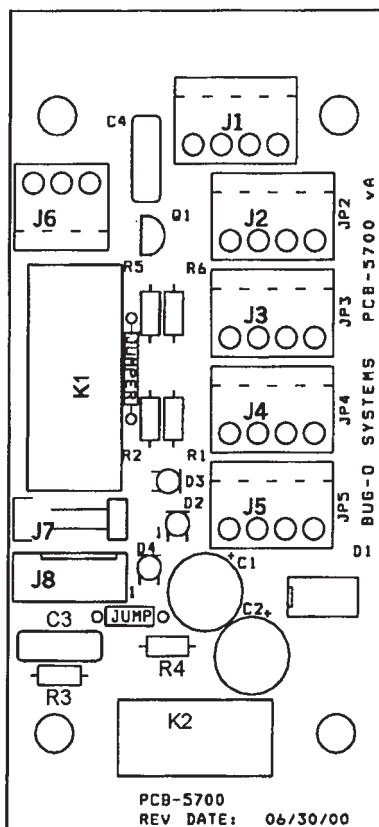 C4
J1
J6
Q1
J2
JP2
R5
R6
J3
JP3
K1
JUMPER
J4
JP4
R2
R1
D3
J5
JP5
BUG-O SYSTEMS PCB-5700 vA
J7
D2
1
D1
J8
D4
1
+
C1
JUMP
C2
+
C3
R4
R3
K2
PCB-5700
REV DATE: 06/30/00